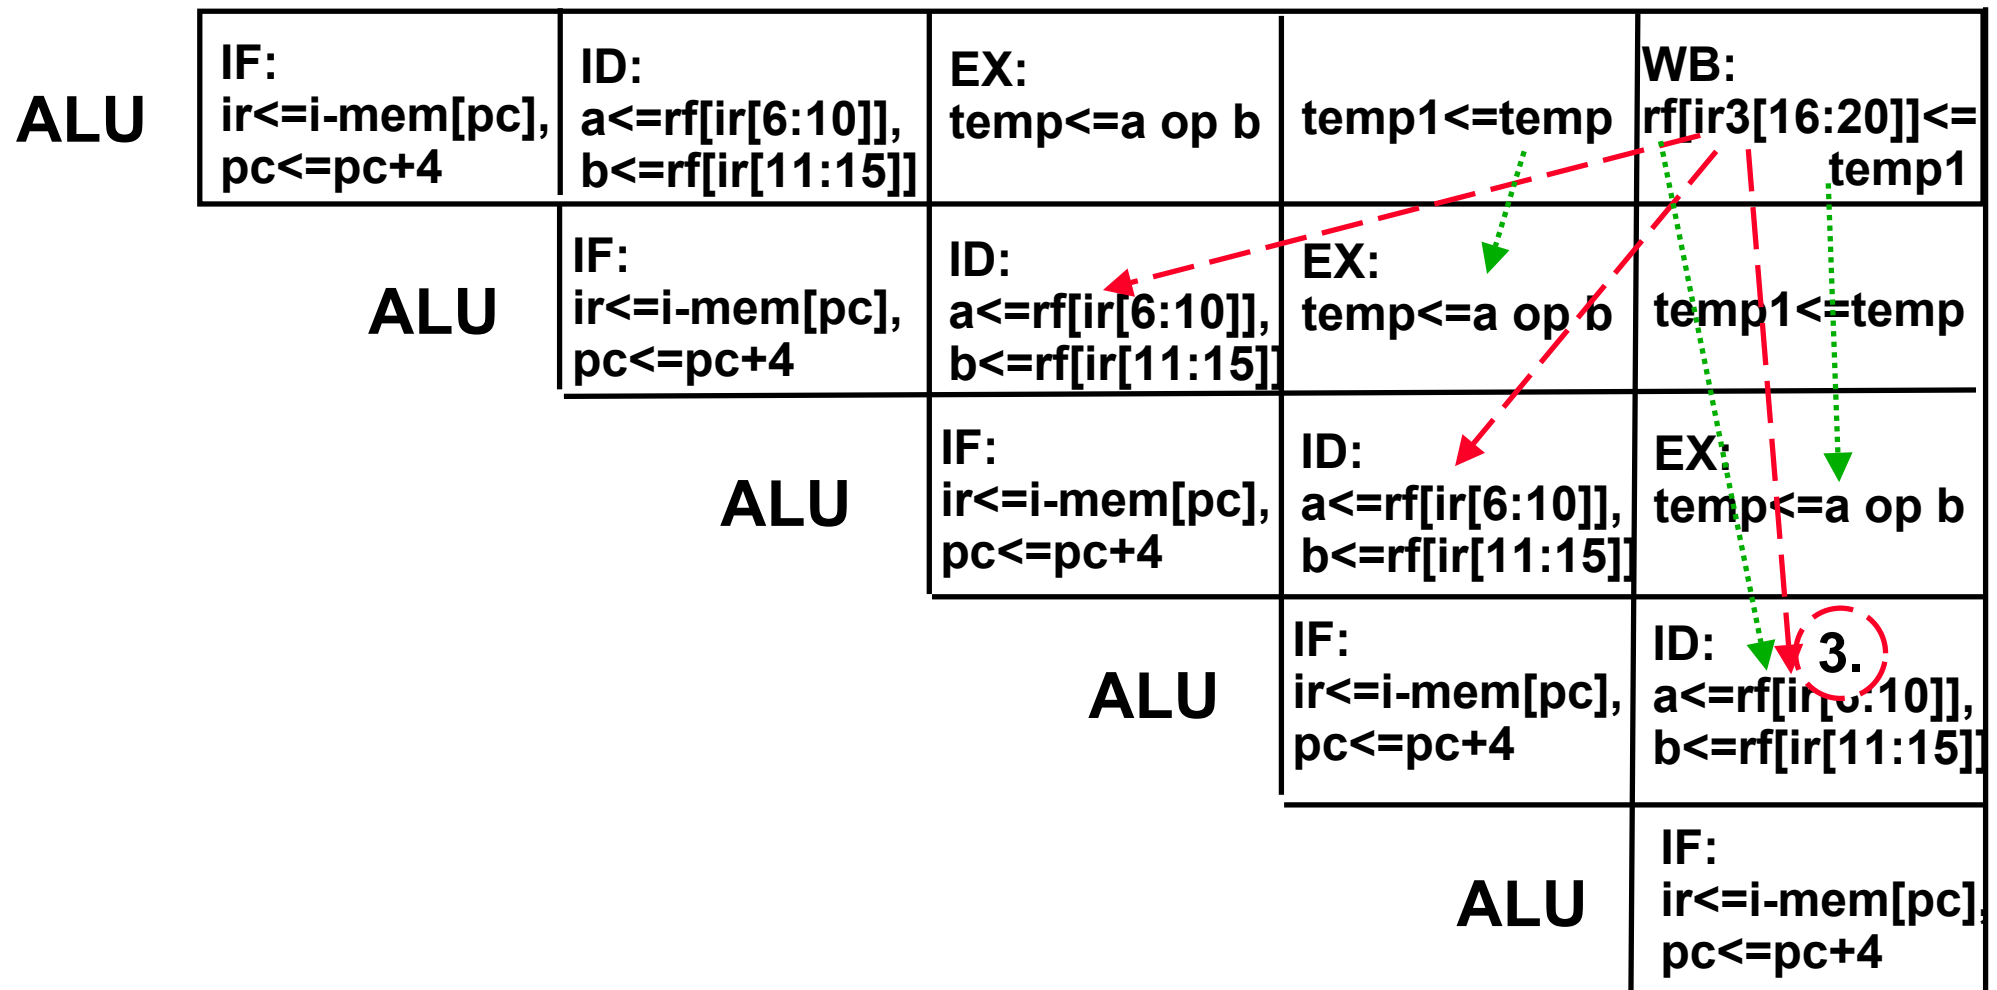 ALU
IF:
ir<=i-mem[pc],
pc<=pc+4
ID:
a<=rf[ir[6:10]],
b<=rf[ir[11:15]]
EX:
temp<=a op b
temp1<=temp
WB:
rf[ir3[16:20]]<=
temp1
ALU
IF:
ir<=i-mem[pc],
pc<=pc+4
ID:
a<=rf[ir[6:10]],
b<=rf[ir[11:15]]
EX:
temp<=a op b
temp1<=temp
ALU
IF:
ir<=i-mem[pc],
pc<=pc+4
ID:
a<=rf[ir[6:10]],
b<=rf[ir[11:15]]
EX:
temp<=a op b
ALU
IF:
ir<=i-mem[pc],
pc<=pc+4
ID:
3.
a<=rf[ir[6:10]],
b<=rf[ir[11:15]]
ALU
IF:
ir<=i-mem[pc],
pc<=pc+4